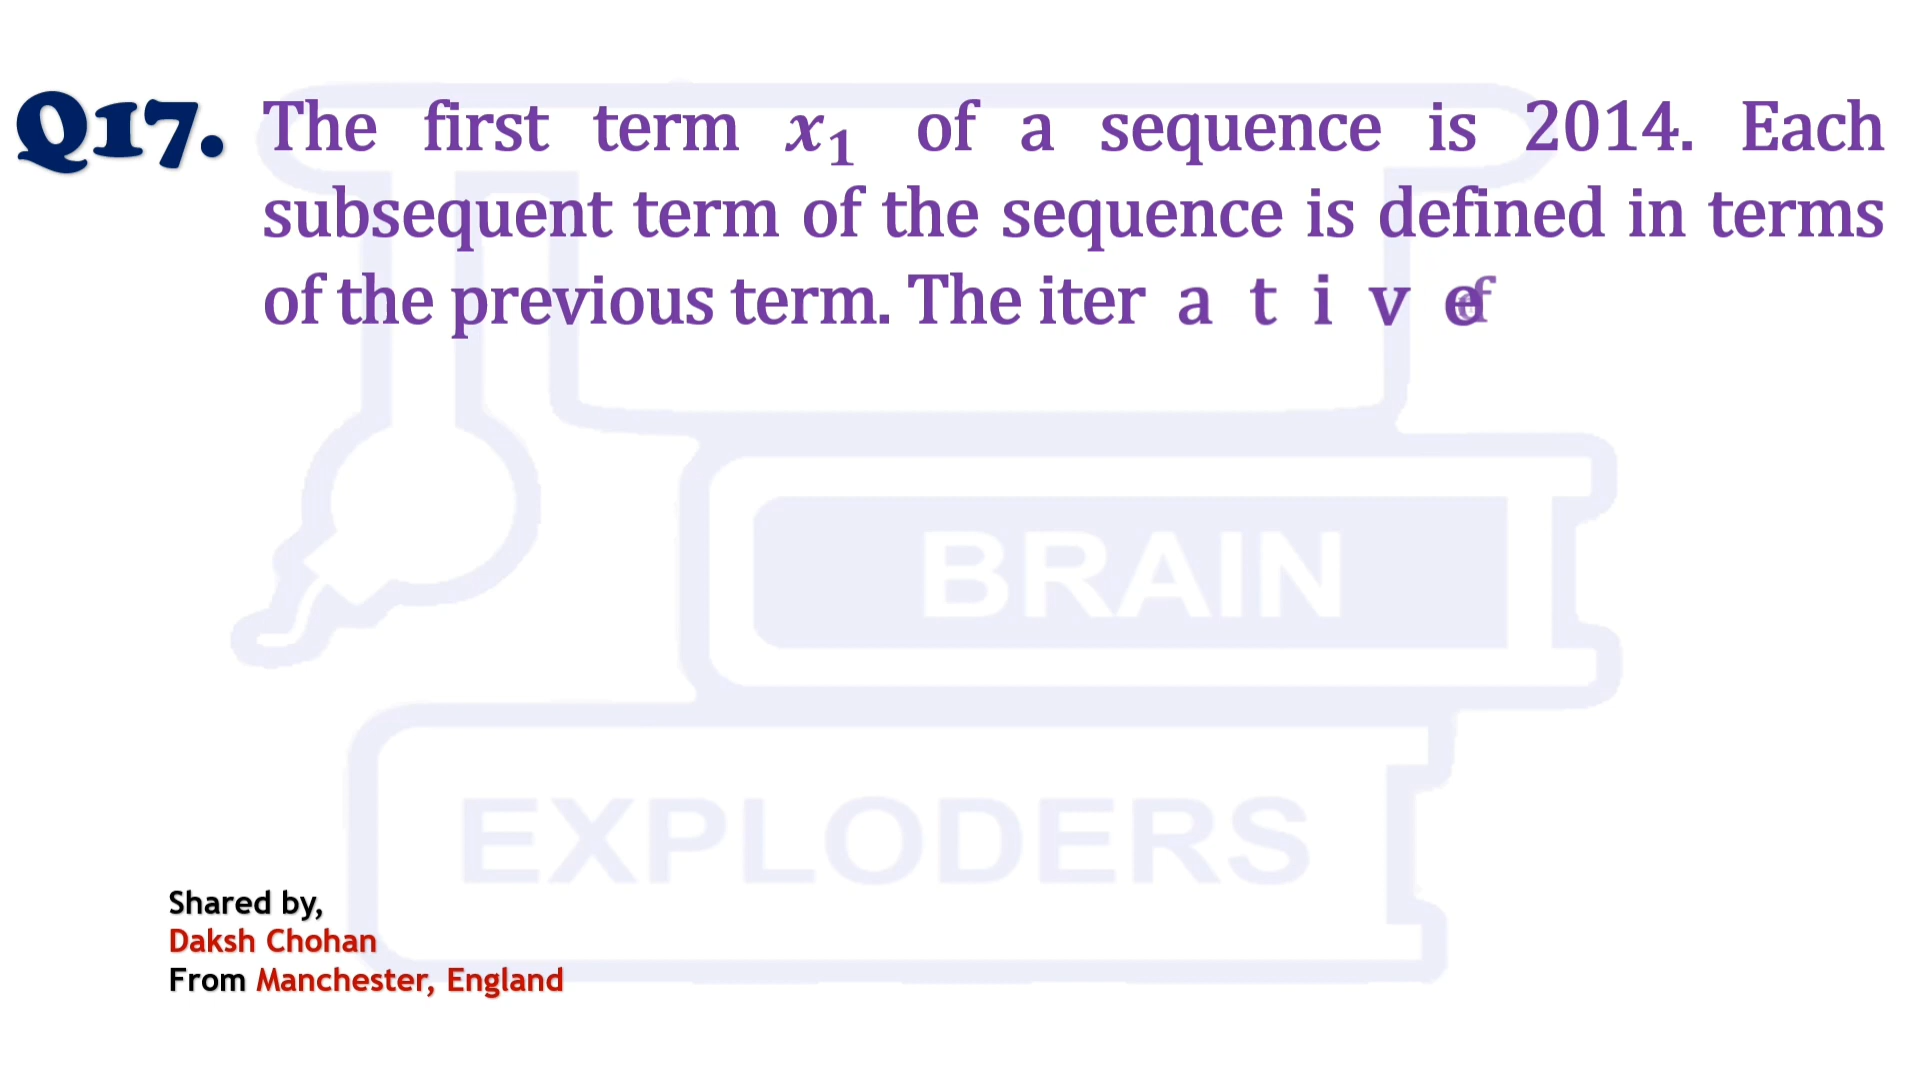 Q17. The first term x₁ of a sequence is 2014. Each
subsequent term of the sequence is defined in terms
of the previous term. The iterative
BRAIN
EXPLODERS
Shared by,
Daksh Chohan
From Manchester, England